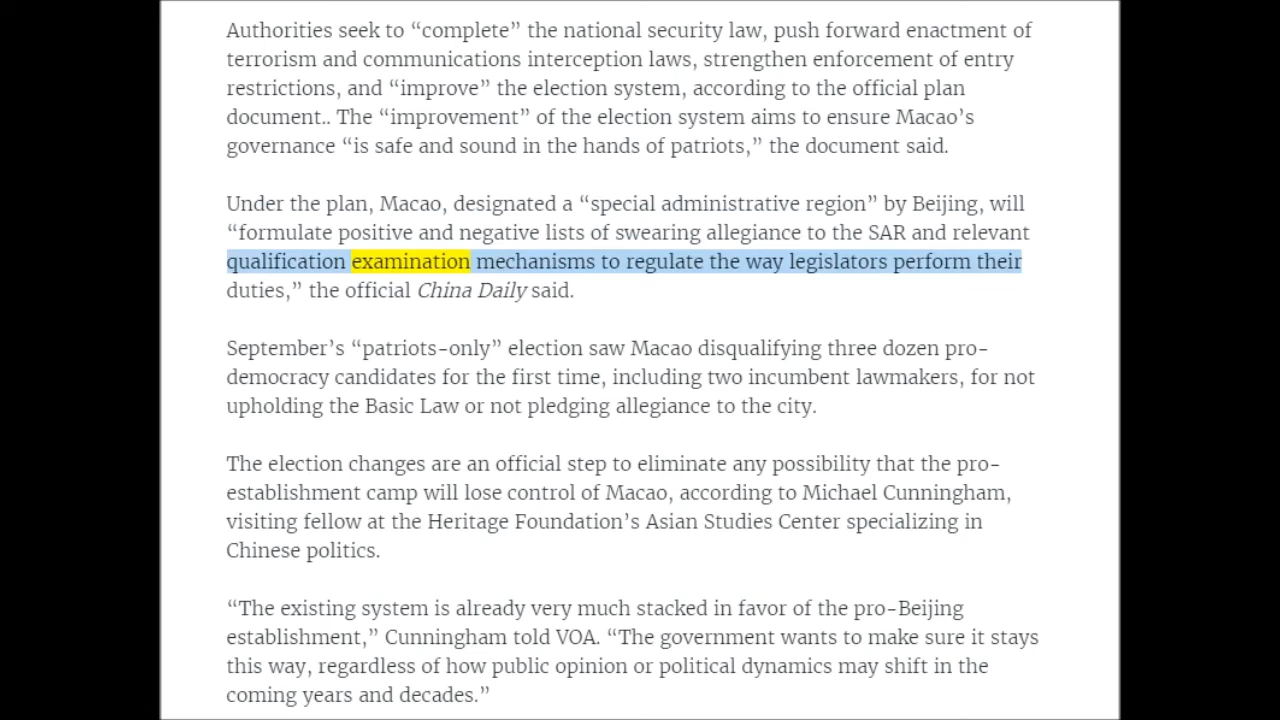 Authorities seek to “complete” the national security law, push forward enactment of
terrorism and communications interception laws, strengthen enforcement of entry
restrictions, and “improve” the election system, according to the official plan
document.. The “improvement” of the election system aims to ensure Macao’s
governance “is safe and sound in the hands of patriots,” the document said.
Under the plan, Macao, designated a “special administrative region” by Beijing, will
“formulate positive and negative lists of swearing allegiance to the SAR and relevant
qualification examination mechanisms to regulate the way legislators perform their
duties,” the official China Daily said.
September’s “patriots-only” election saw Macao disqualifying three dozen pro-
democracy candidates for the first time, including two incumbent lawmakers, for not
upholding the Basic Law or not pledging allegiance to the city.
The election changes are an official step to eliminate any possibility that the pro-
establishment camp will lose control of Macao, according to Michael Cunningham,
visiting fellow at the Heritage Foundation’s Asian Studies Center specializing in
Chinese politics.
“The existing system is already very much stacked in favor of the pro-Beijing
establishment,” Cunningham told VOA. “The government wants to make sure it stays
this way, regardless of how public opinion or political dynamics may shift in the
coming years and decades.”